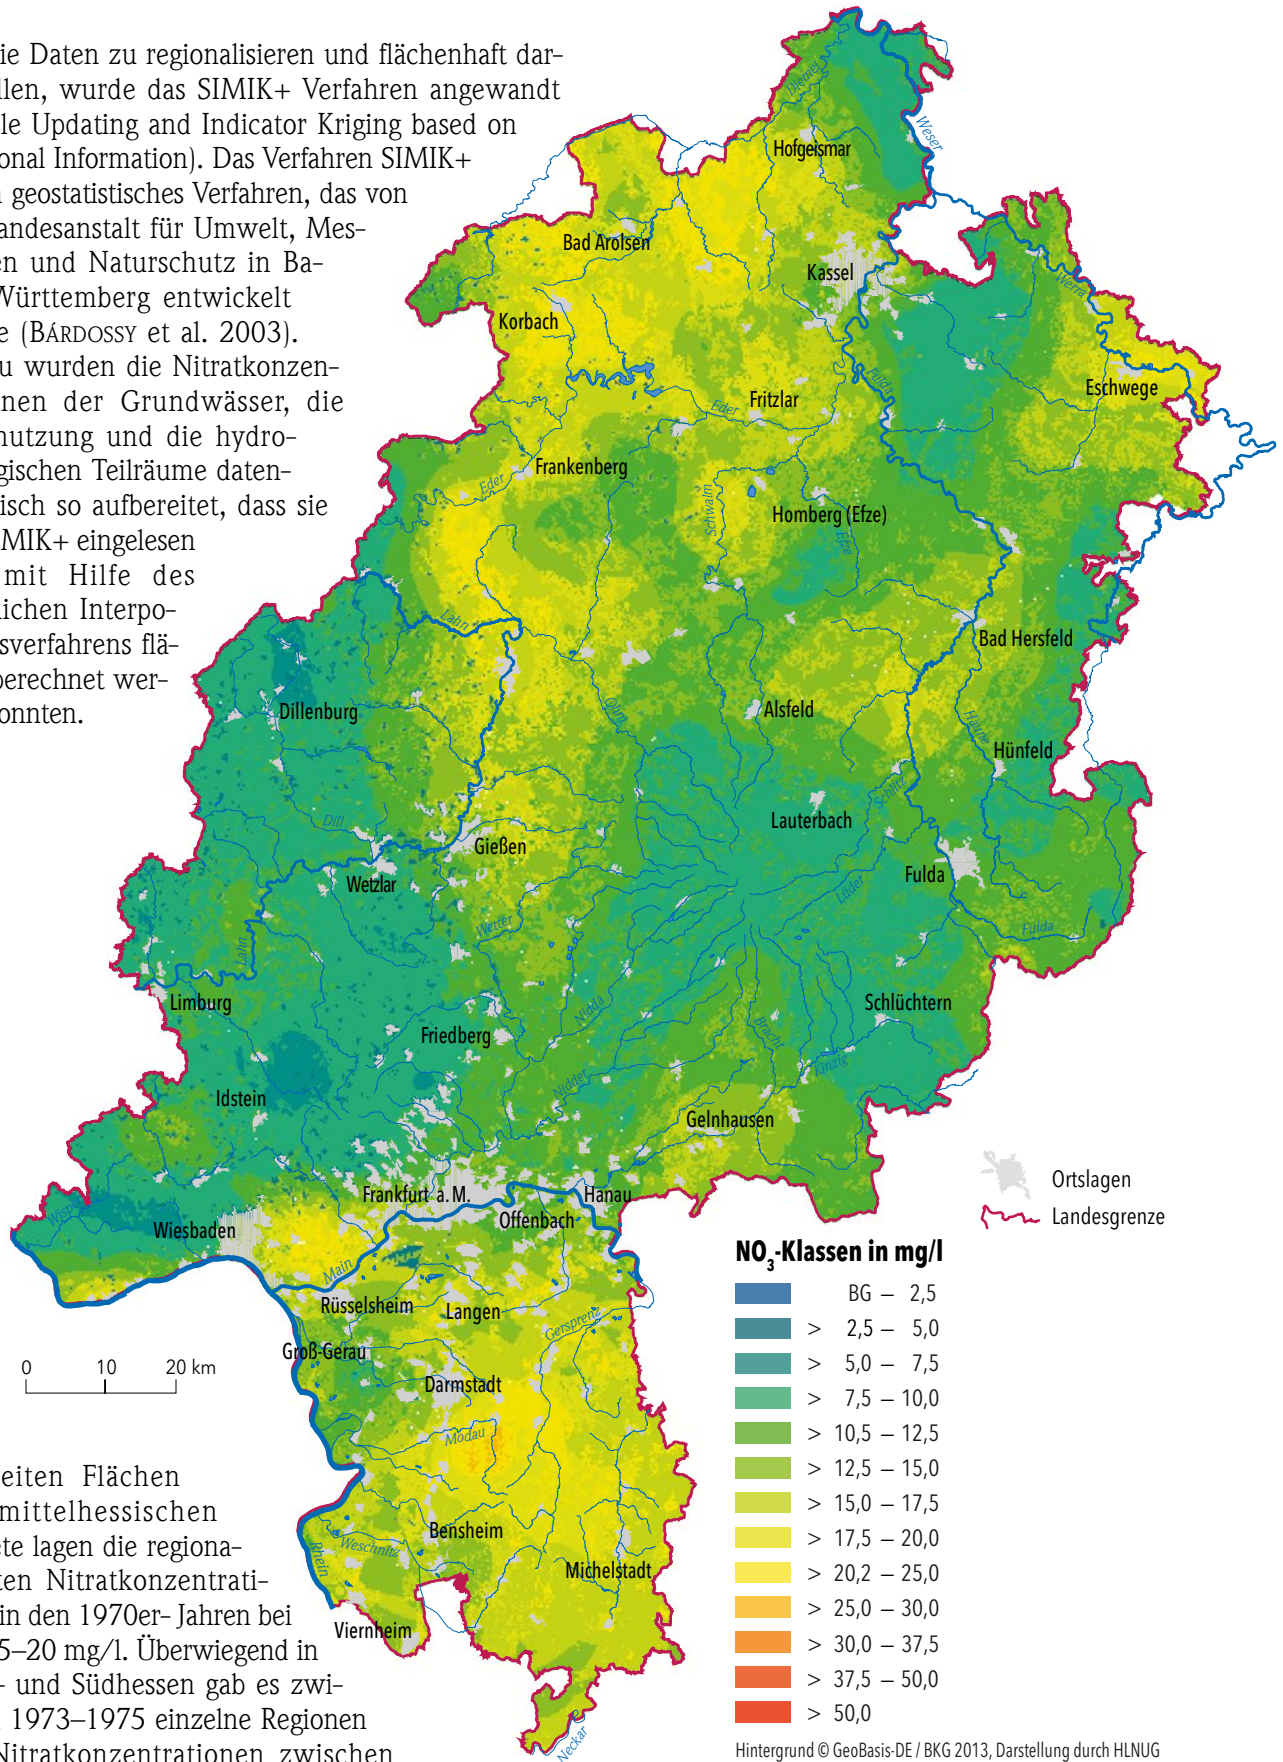 ie Daten zu regionalisieren und flächenhaft dar-
llen, wurde das SIMIK+ Verfahren angewandt
le Updating and Indicator Kriging based on
onal Information). Das Verfahren SIMIK+
n geostatistisches Verfahren, das von
andesanstalt für Umwelt, Mes-
en und Naturschutz in Ba-
Württemberg entwickelt
e (BÁRDOSSY et al. 2003).
u wurden die Nitratkonzen-
nen der Grundwässer, die
nutzung und die hydro-
gischen Teilräume daten-
isch so aufbereitet, dass sie
MIK+ eingelesen
mit Hilfe des
lichen Interpo-
sverfahrens flä-
berechnet wer-
onnten.
Diemel
Weser
Hofgeismar
Bad Arolsen
Kassel
Werra
Korbach
Fulda
Eschwege
Fritzlar
Eder
Frankenberg
Eder
Schwalm
Homberg (Efze)
Efze
Lahn
Bad Hersfeld
Dillenburg
Ohm
Alsfeld
Haune
Hünfeld
Schlitz
Lauterbach
Dill
Gießen
Wetzlar
Fulda
Lüder
Wetter
Fulda
Lahn
Limburg
Schlüchtern
Nidda
Friedberg
Bracht
Kinzig
Nidder
Idstein
Gelnhausen
Frankfurt a. M.
Hanau
Offenbach
Wisper
Wiesbaden
Main
Rüsselsheim
Langen
Gersprenz
Groß-Gerau
Darmstadt
Modau
Bensheim
Weschnitz
Rhein
Michelstadt
Viernheim
Neckar
Ortslagen
Landesgrenze
0 10 20 km
NO3-Klassen in mg/l
BG – 2,5
> 2,5 – 5,0
> 5,0 – 7,5
> 7,5 – 10,0
> 10,5 – 12,5
> 12,5 – 15,0
> 15,0 – 17,5
> 17,5 – 20,0
> 20,2 – 25,0
> 25,0 – 30,0
> 30,0 – 37,5
> 37,5 – 50,0
> 50,0
Hintergrund © GeoBasis-DE / BKG 2013, Darstellung durch HLNUG
eiten Flächen
mittelhessischen
ete lagen die regiona-
ten Nitratkonzentrati-
in den 1970er- Jahren bei
5–20 mg/l. Überwiegend in
- und Südhessen gab es zwi-
1973–1975 einzelne Regionen
Nitratkonzentrationen zwischen